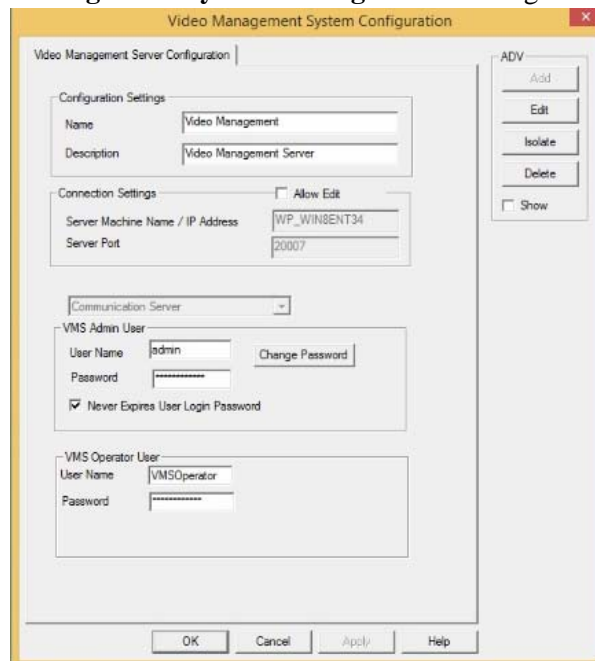 Video Management System Configuration
Video Management Server Configuration
Configuration Settings
Name Video Management
Description Video Management Server
Connection Settings Allow Edit
Server Machine Name / IP Address WP_WIN8ENT34
Server Port 20007
Communication Server
VMS Admin User
User Name admin
Change Password
Password ************
Never Expires User Login Password
VMS Operator User
User Name VMSOperator
Password ************
ADV
Add
Edit
Isolate
Delete
Show
OK Cancel Apply Help